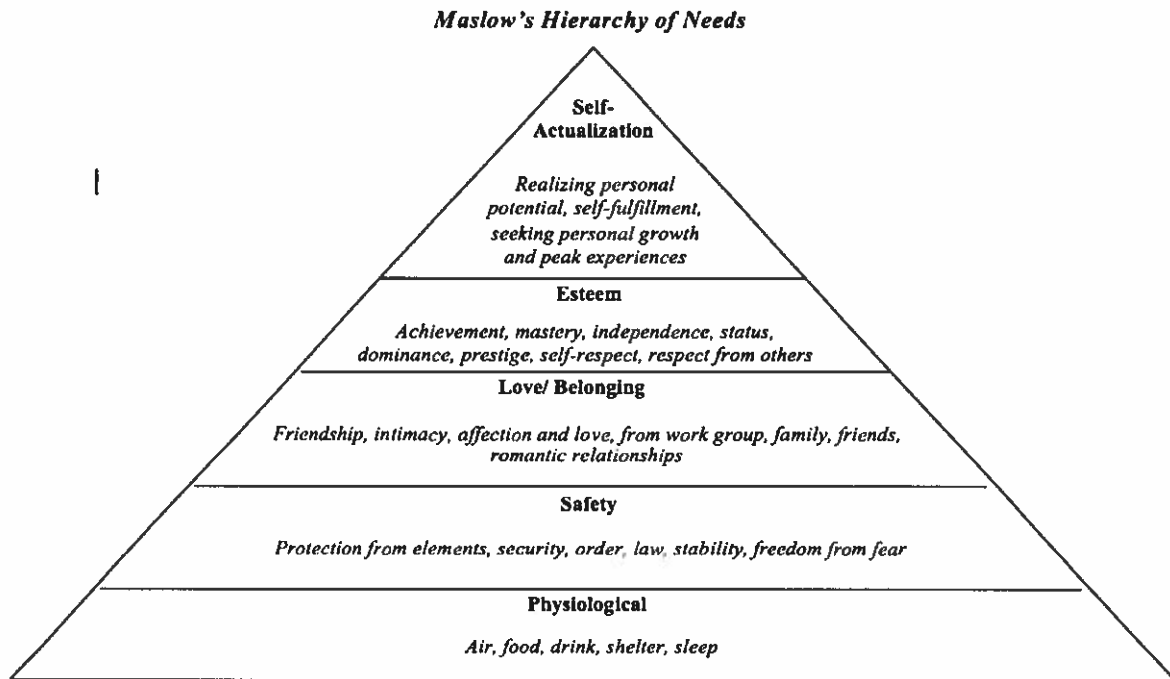 Maslow's Hierarchy of Needs
Self-
Actualization
Realizing personal
potential, self-fulfillment,
seeking personal growth
and peak experiences
Esteem
Achievement, mastery, independence, status,
dominance, prestige, self-respect, respect from others
Love/ Belonging
Friendship, intimacy, affection and love, from work group, family, friends,
romantic relationships
Safety
Protection from elements, security, order, law, stability, freedom from fear
Physiological
Air, food, drink, shelter, sleep